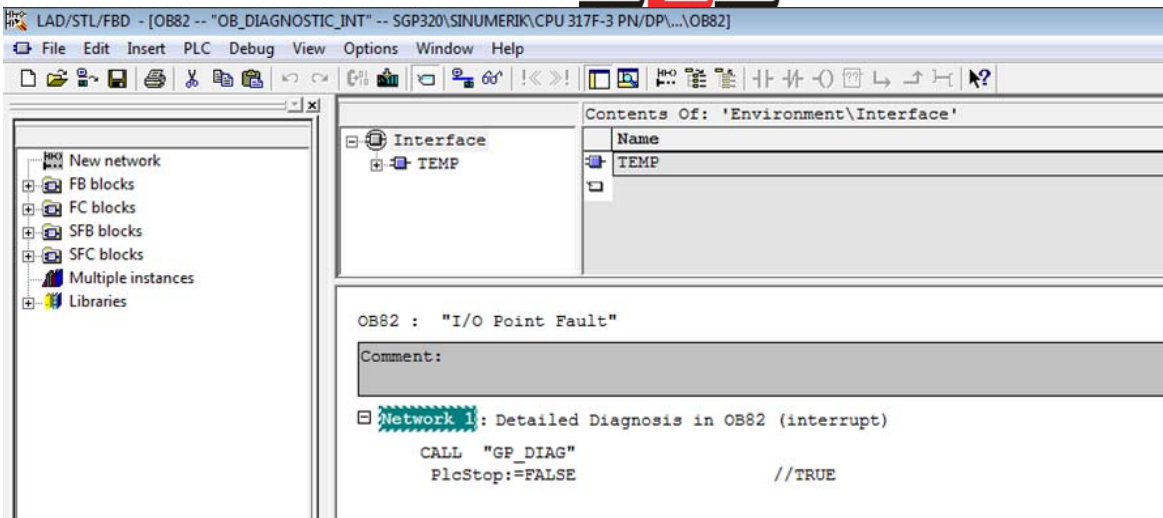 LAD/STL/FBD - [OB82 -- "OB_DIAGNOSTIC_INT" -- SGP320\SINUMERIK\CPU 317F-3 PN/DP\...\OB82]
File Edit Insert PLC Debug View Options Window Help
New network
FB blocks
FC blocks
SFB blocks
SFC blocks
Multiple instances
Libraries
Interface
TEMP
Contents Of: 'Environment\Interface'
Name
TEMP
OB82 : "I/O Point Fault"
Comment:
Network 1: Detailed Diagnosis in OB82 (interrupt)
CALL "GP_DIAG"
PlcStop:=FALSE //TRUE